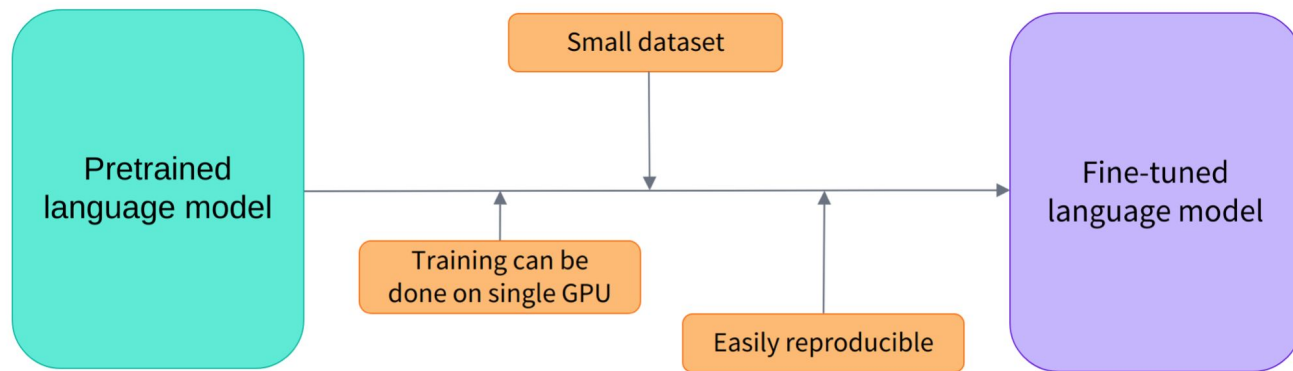 Small dataset
Pretrained
language model
Fine-tuned
language model
Training can be
done on single GPU
Easily reproducible